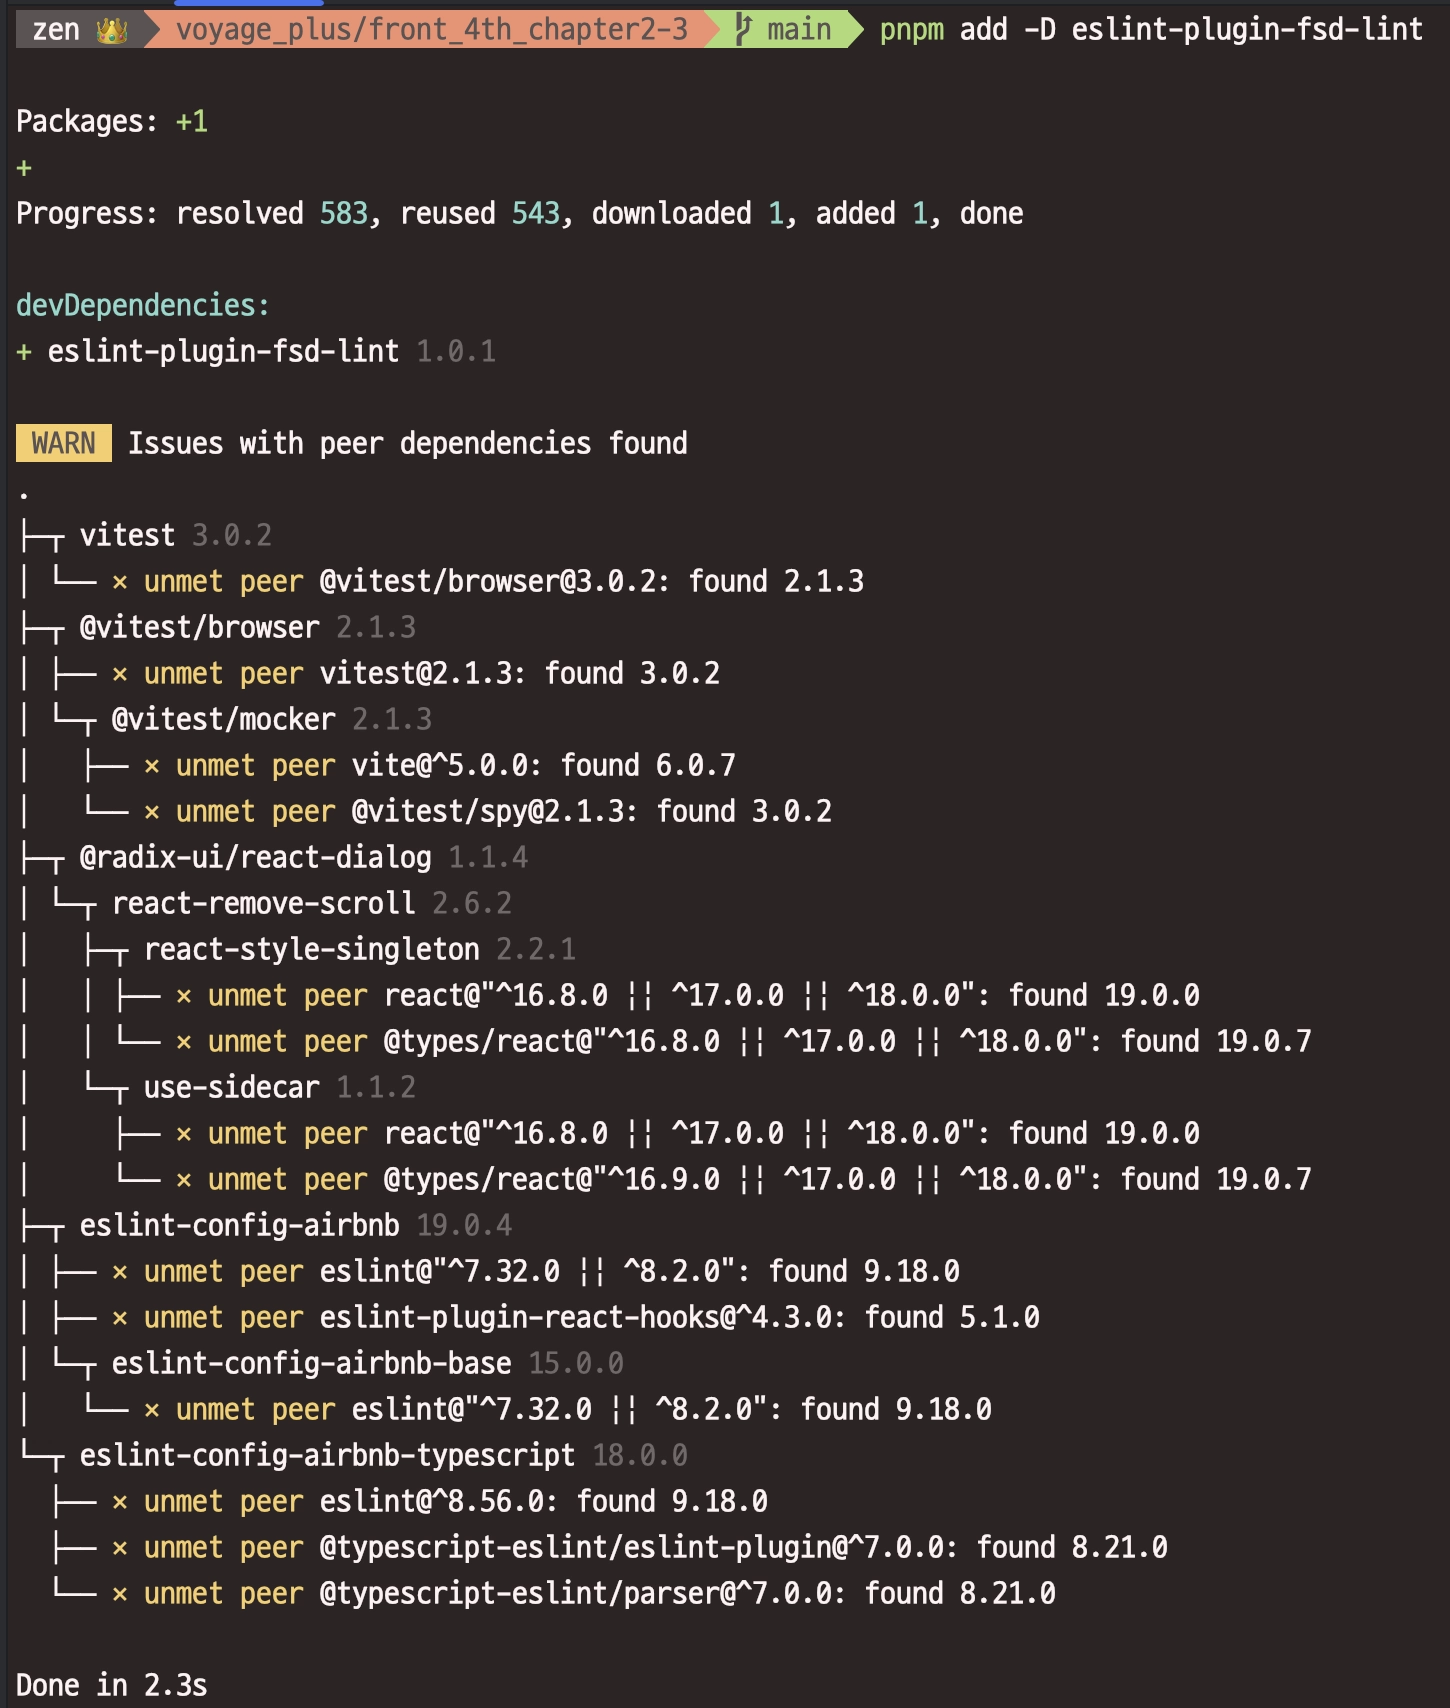 zen 👑 voyage_plus/front_4th_chapter2-3 main pnpm add -D eslint-plugin-fsd-lint
Packages: +1
+
Progress: resolved 583, reused 543, downloaded 1, added 1, done
devDependencies:
+ eslint-plugin-fsd-lint 1.0.1
WARN Issues with peer dependencies found
.
├─┬ vitest 3.0.2
│ └── × unmet peer @vitest/browser@3.0.2: found 2.1.3
├─┬ @vitest/browser 2.1.3
│ ├── × unmet peer vitest@2.1.3: found 3.0.2
│ └─┬ @vitest/mocker 2.1.3
│   ├── × unmet peer vite@^5.0.0: found 6.0.7
│   └── × unmet peer @vitest/spy@2.1.3: found 3.0.2
├─┬ @radix-ui/react-dialog 1.1.4
│ └─┬ react-remove-scroll 2.6.2
│   ├─┬ react-style-singleton 2.2.1
│   │ ├── × unmet peer react@"^16.8.0 || ^17.0.0 || ^18.0.0": found 19.0.0
│   │ └── × unmet peer @types/react@"^16.8.0 || ^17.0.0 || ^18.0.0": found 19.0.7
│   └─┬ use-sidecar 1.1.2
│     ├── × unmet peer react@"^16.8.0 || ^17.0.0 || ^18.0.0": found 19.0.0
│     └── × unmet peer @types/react@"^16.9.0 || ^17.0.0 || ^18.0.0": found 19.0.7
├─┬ eslint-config-airbnb 19.0.4
│ ├── × unmet peer eslint@"^7.32.0 || ^8.2.0": found 9.18.0
│ ├── × unmet peer eslint-plugin-react-hooks@^4.3.0: found 5.1.0
│ └─┬ eslint-config-airbnb-base 15.0.0
│   └── × unmet peer eslint@"^7.32.0 || ^8.2.0": found 9.18.0
└─┬ eslint-config-airbnb-typescript 18.0.0
  ├── × unmet peer eslint@^8.56.0: found 9.18.0
  ├── × unmet peer @typescript-eslint/eslint-plugin@^7.0.0: found 8.21.0
  └── × unmet peer @typescript-eslint/parser@^7.0.0: found 8.21.0
Done in 2.3s